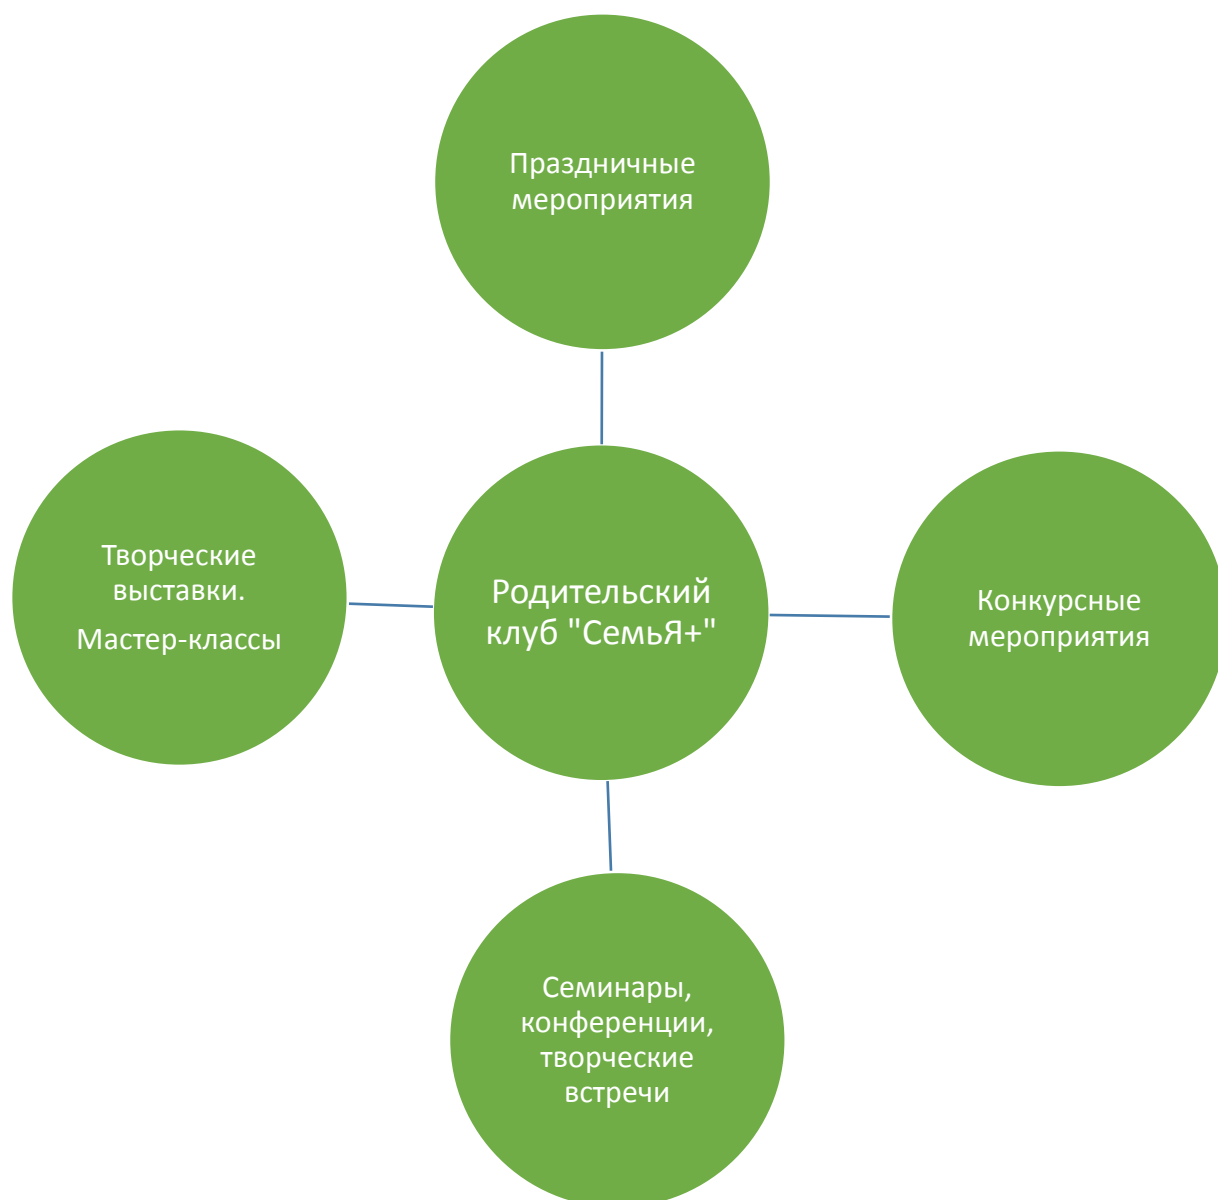 Праздничные
мероприятия
Творческие
выставки.
Мастер-классы
Родительский
клуб "СемьЯ+"
Конкурсные
мероприятия
Семинары,
конференции,
творческие
встречи